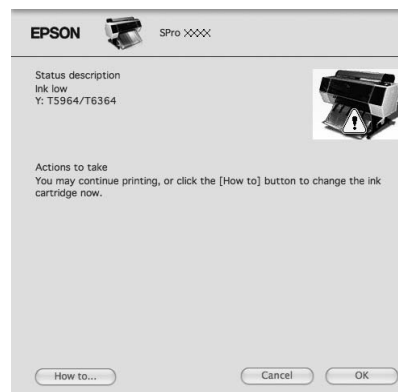 EPSON SPro XXXX
Status description
Ink low
Y: T5964/T6364
Actions to take
You may continue printing, or click the [How to] button to change the ink
cartridge now.
How to... Cancel OK